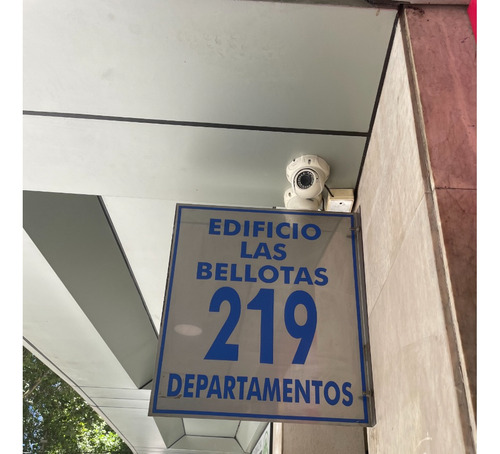 EDIFICIO
LAS
BELLOTAS
219
DEPARTAMENTOS